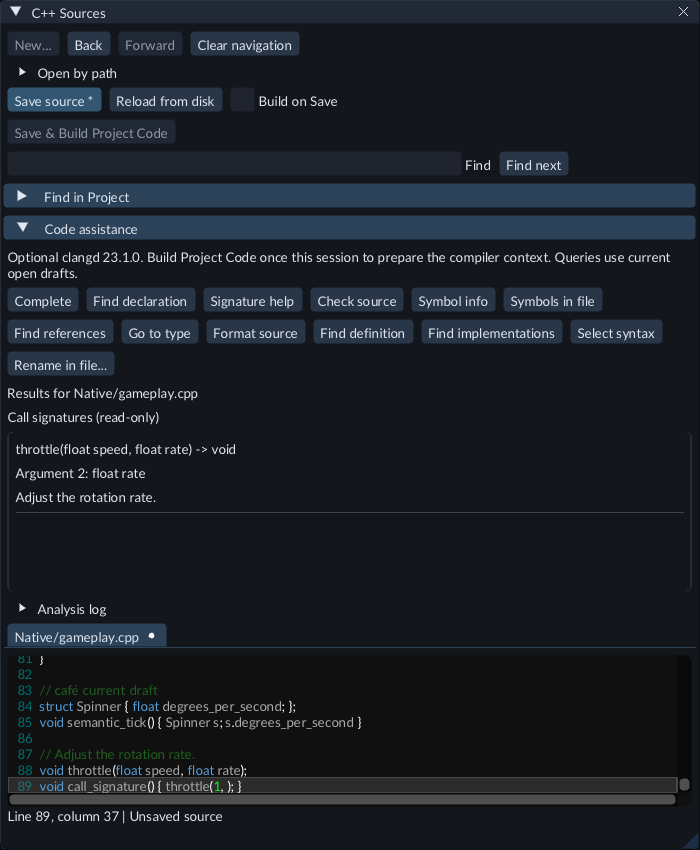 C++ Sources
New... Back Forward Clear navigation
Open by path
Save source * Reload from disk Build on Save
Save & Build Project Code
Find Find next
Find in Project
Code assistance
Optional clangd 23.1.0. Build Project Code once this session to prepare the compiler context. Queries use current
open drafts.
Complete Find declaration Signature help Check source Symbol info Symbols in file
Find references Go to type Format source Find definition Find implementations Select syntax
Rename in file...
Results for Native/gameplay.cpp
Call signatures (read-only)
throttle(float speed, float rate) -> void
Argument 2: float rate
Adjust the rotation rate.
Analysis log
Native/gameplay.cpp
81 }
82
83 // café current draft
84 struct Spinner { float degrees_per_second; };
85 void semantic_tick() { Spinner s; s.degrees_per_second }
86
87 // Adjust the rotation rate.
88 void throttle(float speed, float rate);
89 void call_signature() { throttle(1, ); }
Line 89, column 37 | Unsaved source